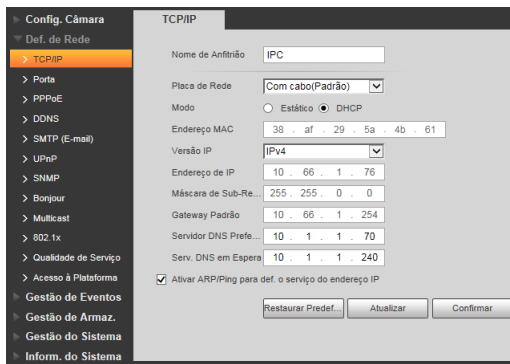 Config. Câmara
Def. de Rede
TCP/IP
Porta
PPPoE
DDNS
SMTP (E-mail)
UPnP
SNMP
Bonjour
Multicast
802.1x
Qualidade de Serviço
Acesso à Plataforma
Gestão de Eventos
Gestão de Armaz.
Gestão do Sistema
Inform. do Sistema
TCP/IP
Nome de Anfitrião IPC
Placa de Rede Com cabo(Padrão)
Modo Estático DHCP
Endereço MAC 38 . af . 29 . 5a . 4b . 61
Versão IP IPv4
Endereço de IP 10 . 66 . 1 . 76
Máscara de Sub-Re... 255 . 255 . 0 . 0
Gateway Padrão 10 . 66 . 1 . 254
Servidor DNS Prefe... 10 . 1 . 1 . 70
Serv. DNS em Espera 10 . 1 . 1 . 240
Ativar ARP/Ping para def. o serviço do endereço IP
Restaurar Predef... Atualizar Confirmar